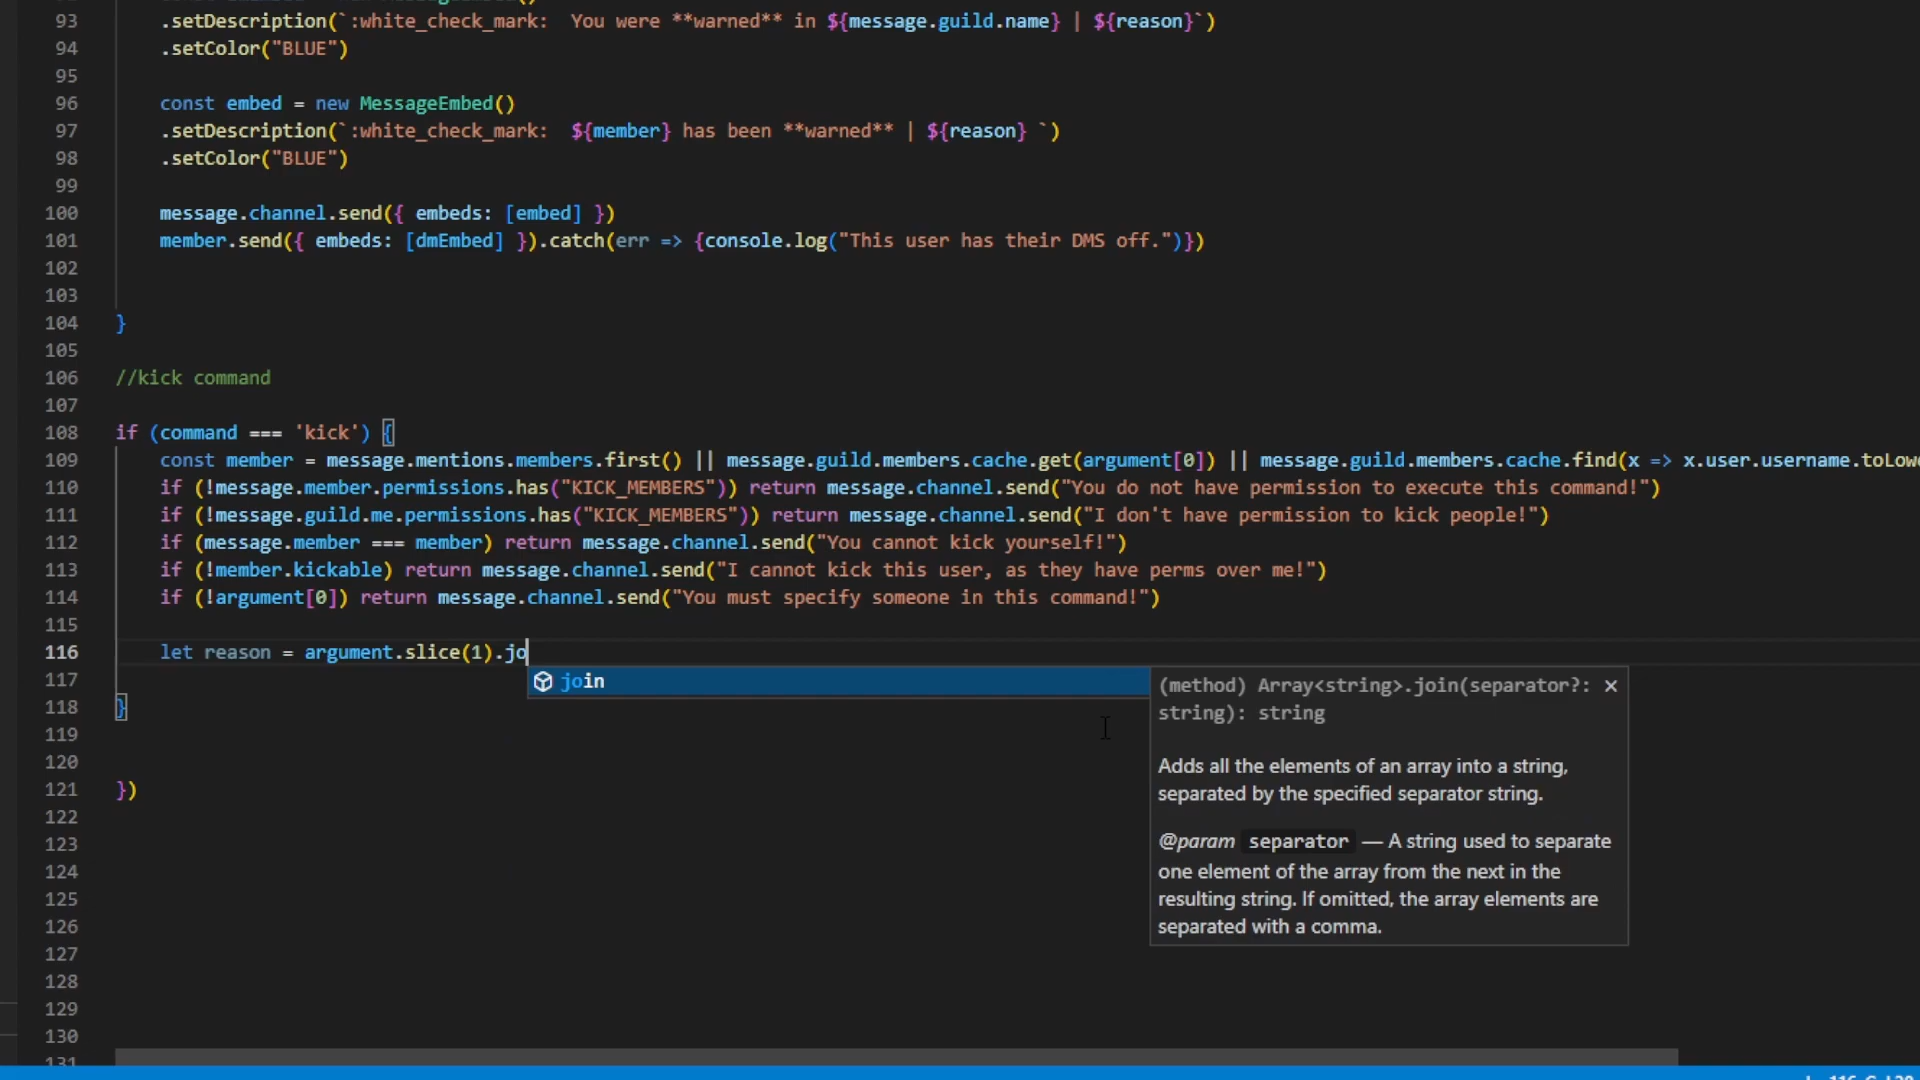 93 .setDescription(`:white_check_mark:  You were **warned** in ${message.guild.name} | ${reason}`)
94 .setColor("BLUE")
95
96 const embed = new MessageEmbed()
97 .setDescription(`:white_check_mark:  ${member} has been **warned** | ${reason} `)
98 .setColor("BLUE")
99
100 message.channel.send({ embeds: [embed] })
101 member.send({ embeds: [dmEmbed] }).catch(err => {console.log("This user has their DMS off.")})
102
103
104 }
105
106 //kick command
107
108 if (command === 'kick') {
109 const member = message.mentions.members.first() || message.guild.members.cache.get(argument[0]) || message.guild.members.cache.find(x => x.user.username.toLowe
110 if (!message.member.permissions.has("KICK_MEMBERS")) return message.channel.send("You do not have permission to execute this command!")
111 if (!message.guild.me.permissions.has("KICK_MEMBERS")) return message.channel.send("I don't have permission to kick people!")
112 if (message.member === member) return message.channel.send("You cannot kick yourself!")
113 if (!member.kickable) return message.channel.send("I cannot kick this user, as they have perms over me!")
114 if (!argument[0]) return message.channel.send("You must specify someone in this command!")
115
116 let reason = argument.slice(1).jo
join
(method) Array<string>.join(separator?:
string): string
Adds all the elements of an array into a string,
separated by the specified separator string.
@param separator — A string used to separate
one element of the array from the next in the
resulting string. If omitted, the array elements are
separated with a comma.
117
118 }
119
120
121 })
122
123
124
125
126
127
128
129
130
131